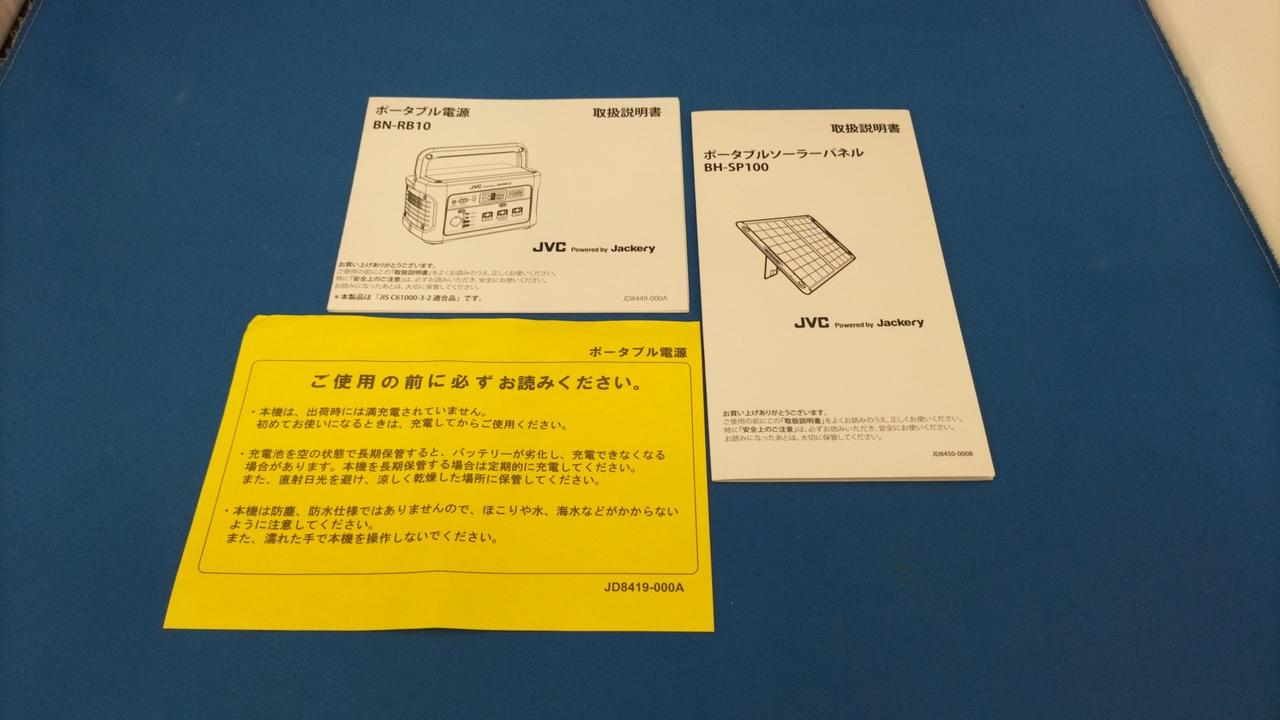 ポータブル電源
取扱説明書
BN-RB10
JVC Powered by Jackery
JVC Powered by Jackery
お買い上げありがとうございます。
ご使用の前にこの「取扱説明書」をよくお読みのうえ、正しくお使いください。
特に「安全上のご注意」は、必ずお読みいただき、安全にお使いください。
お読みになったあとは、大切に保管してください。
＊本製品は「JIS C61000-3-2 適合品」です。
JD8449-000A
取扱説明書
ポータブルソーラーパネル
BH-SP100
JVC Powered by Jackery
お買い上げありがとうございます。
ご使用の前にこの「取扱説明書」をよくお読みのうえ、正しくお使いください。
特に「安全上のご注意」は、必ずお読みいただき、安全にお使いください。
お読みになったあとは、大切に保管してください。
JD8450-000B
ポータブル電源
ご使用の前に必ずお読みください。
・本機は、出荷時には満充電されていません。
初めてお使いになるときは、充電してからご使用ください。
・充電池を空の状態で長期保管すると、バッテリーが劣化し、充電できなくなる
場合があります。本機を長期保管する場合は定期的に充電してください。
また、直射日光を避け、涼しく乾燥した場所に保管してください。
・本機は防塵、防水仕様ではありませんので、ほこりや水、海水などがかからない
ように注意してください。
また、濡れた手で本機を操作しないでください。
JD8419-000A